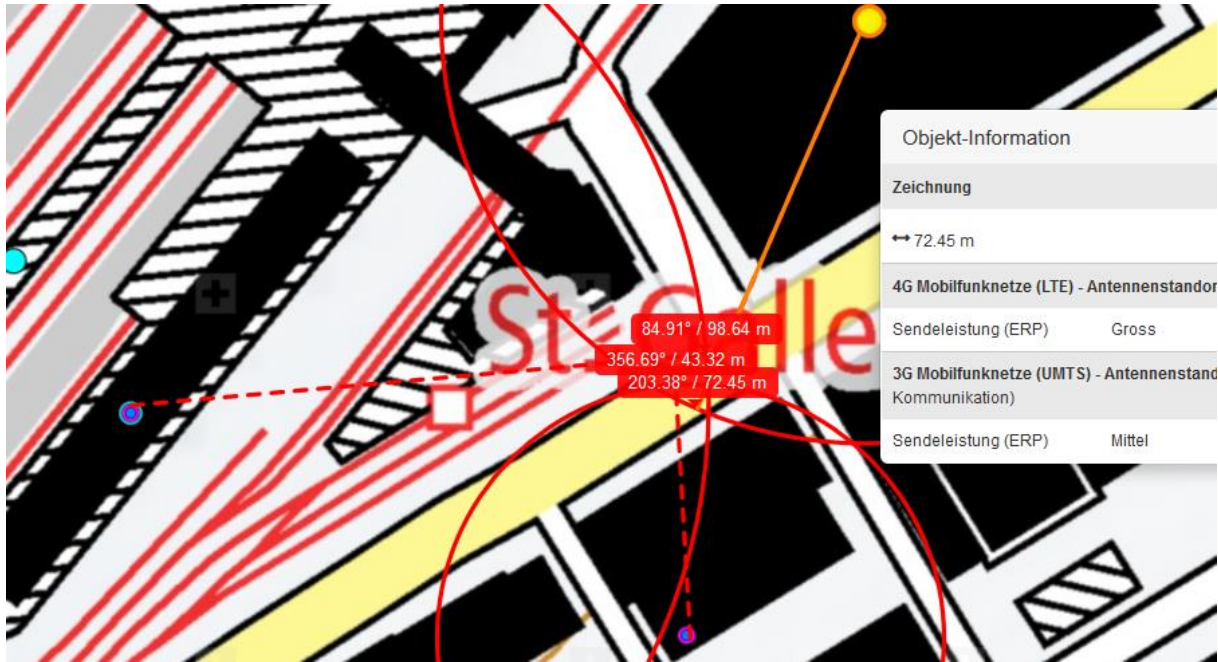 St. Galle
84.91° / 98.64 m
356.69° / 43.32 m
203.38° / 72.45 m
Objekt-Information
Zeichnung
↔ 72.45 m
4G Mobilfunknetze (LTE) - Antennenstandor
Sendeleistung (ERP) Gross
3G Mobilfunknetze (UMTS) - Antennenstand
Kommunikation)
Sendeleistung (ERP) Mittel